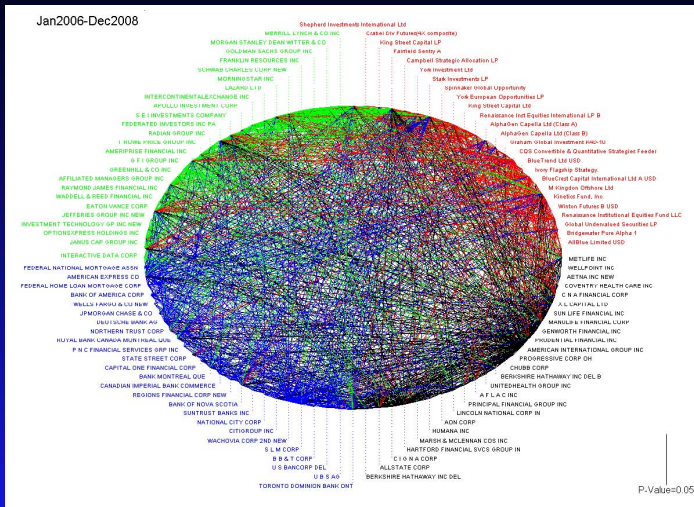 Jan2006-Dec2008
Shepherd Investments International Ltd
MERRILL LYNCH & CO INC
Citabel Div Futures(4X composite)
MORGAN STANLEY DEAN WITTER & CO
King Street Capital LP
GOLDMAN SACHS GROUP INC
Fairfield Sentry A
FRANKLIN RESOURCES INC
Campbell Strategic Allocation LP
SCHWAB CHARLES CORP NEW
York Investment Ltd
MORNINGSTAR INC
Stark Investments LP
LAZARD LTD
Spinnaker Global Opportunity
INTERCONTINENTALEXCHANGE INC
York European Opportunities LP
APOLLO INVESTMENT CORP
King Street Capital Ltd
S E I INVESTMENTS COMPANY
Renaissance Inst Equities International LP B
FEDERATED INVESTORS INC PA
AlphaGen Capella Ltd (Class A)
RADIAN GROUP INC
AlphaGen Capella Ltd (Class B)
T ROWE PRICE GROUP INC
Graham Global Investment K4D-10
AMERIPRISE FINANCIAL INC
CQS Convertible & Quantitative Strategies Feeder
G F I GROUP INC
BlueTrend Ltd USD
GREENHILL & CO INC
Ivory Flagship Strategy.
AFFILIATED MANAGERS GROUP INC
BlueCrest Capital International Ltd A USD
RAYMOND JAMES FINANCIAL INC
M Kingdon Offshore Ltd
WADDELL & REED FINANCIAL INC
Kinetics Fund, Inc.
EATON VANCE CORP
Winton Futures B USD
JEFFERIES GROUP INC NEW
Renaissance Institutional Equities Fund LLC
INVESTMENT TECHNOLOGY GP INC NEW
Global Undervalued Securities LP
OPTIONSXPRESS HOLDINGS INC
Bridgewater Pure Alpha 1
JANUS CAP GROUP INC
AllBlue Limited USD
INTERACTIVE DATA CORP
METLIFE INC
FEDERAL NATIONAL MORTGAGE ASSN
WELLPOINT INC
AMERICAN EXPRESS CO
AETNA INC NEW
FEDERAL HOME LOAN MORTGAGE CORP
COVENTRY HEALTH CARE INC
BANK OF AMERICA CORP
C N A FINANCIAL CORP
WELLS FARGO & CO NEW
X L CAPITAL LTD
JPMORGAN CHASE & CO
SUN LIFE FINANCIAL INC
DEUTSCHE BANK AG
MANULIFE FINANCIAL CORP
NORTHERN TRUST CORP
GENWORTH FINANCIAL INC
ROYAL BANK CANADA MONTREAL QUE
PRUDENTIAL FINANCIAL INC
P N C FINANCIAL SERVICES GRP INC
AMERICAN INTERNATIONAL GROUP INC
STATE STREET CORP
PROGRESSIVE CORP OH
CAPITAL ONE FINANCIAL CORP
CHUBB CORP
BANK MONTREAL QUE
BERKSHIRE HATHAWAY INC DEL B
CANADIAN IMPERIAL BANK COMMERCE
UNITEDHEALTH GROUP INC
REGIONS FINANCIAL CORP NEW
A F L A C INC
BANK OF NOVA SCOTIA
PRINCIPAL FINANCIAL GROUP INC
SUNTRUST BANKS INC
LINCOLN NATIONAL CORP IN
NATIONAL CITY CORP
AON CORP
CITIGROUP INC
HUMANA INC
WACHOVIA CORP 2ND NEW
MARSH & MCLENNAN COS INC
S L M CORP
HARTFORD FINANCIAL SVCS GROUP IN
B B & T CORP
C I G N A CORP
U S BANCORP DEL
ALLSTATE CORP
U B S AG
BERKSHIRE HATHAWAY INC DEL
TORONTO DOMINION BANK ONT
P-Value=0.05